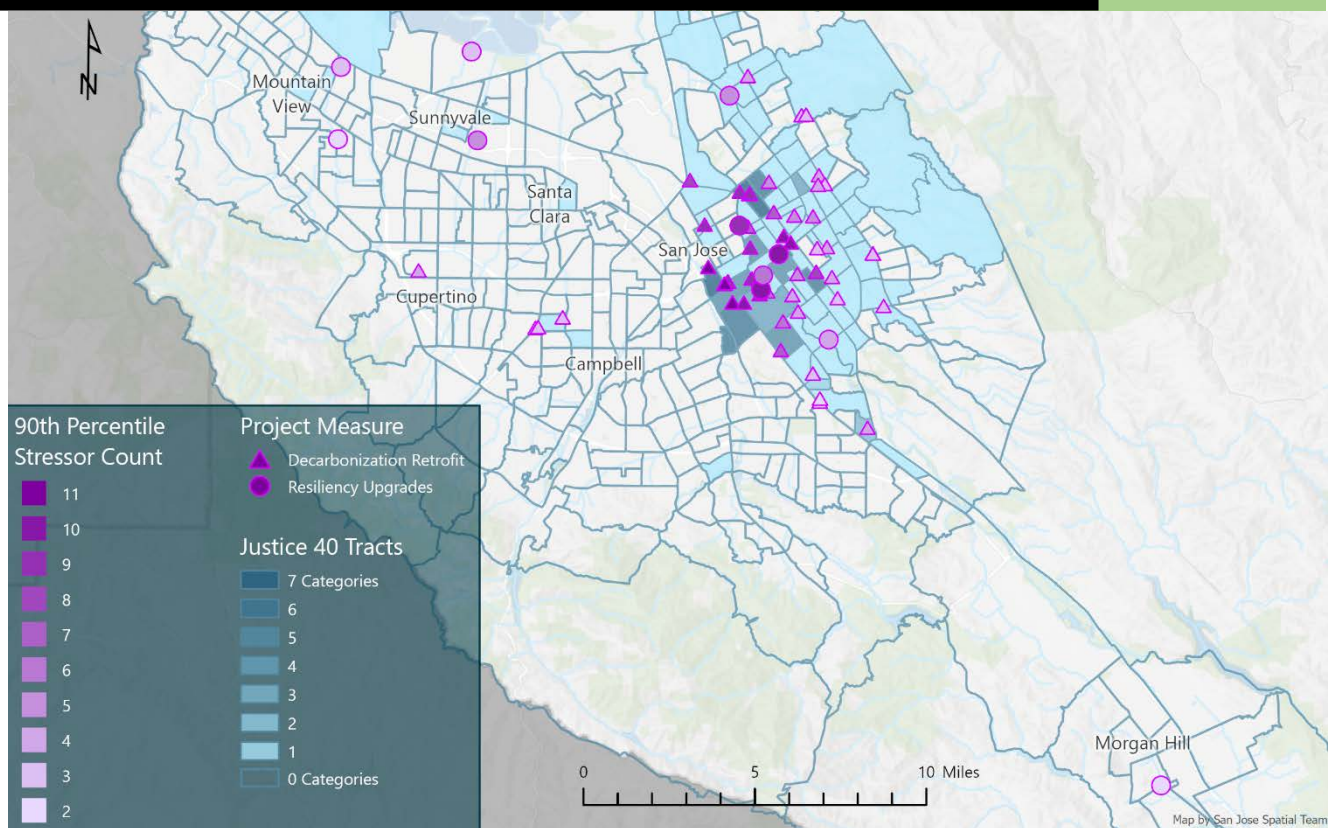 N
Mountain
View
Sunnyvale
Santa
Clara
San Jose
Cupertino
Campbell
Morgan Hill
90th Percentile
Stressor Count
11
10
9
8
7
6
5
4
3
2
Project Measure
Decarbonization Retrofit
Resiliency Upgrades
Justice 40 Tracts
7 Categories
6
5
4
3
2
1
0 Categories
0 5 10 Miles
Map by San Jose Spatial Team